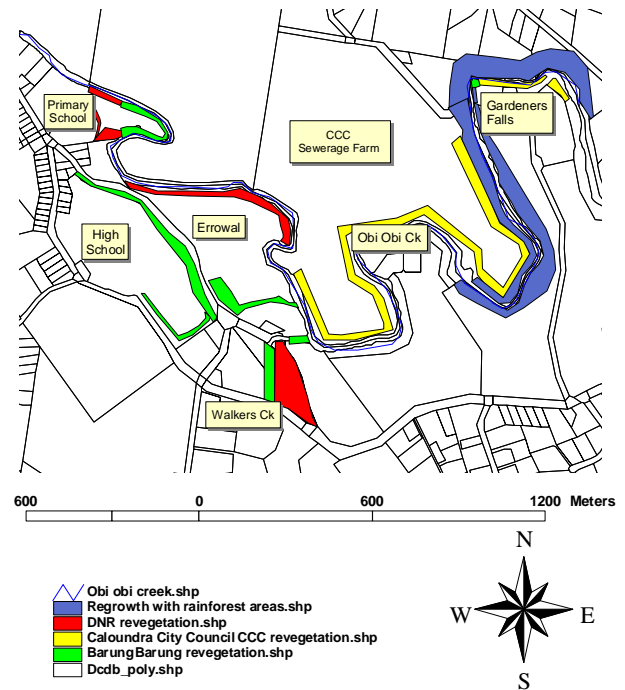 Primary
School
Gardeners
Falls
CCC
Sewerage Farm
High
School
Errowal
Obi Obi Ck
Walkers Ck
600 0 600 1200 Meters
N
W E
S
Obi obi creek.shp
Regrowth with rainforest areas.shp
DNR revegetation.shp
Caloundra City Council CCC revegetation.shp
BarungBarung revegetation.shp
Dcdb_poly.shp